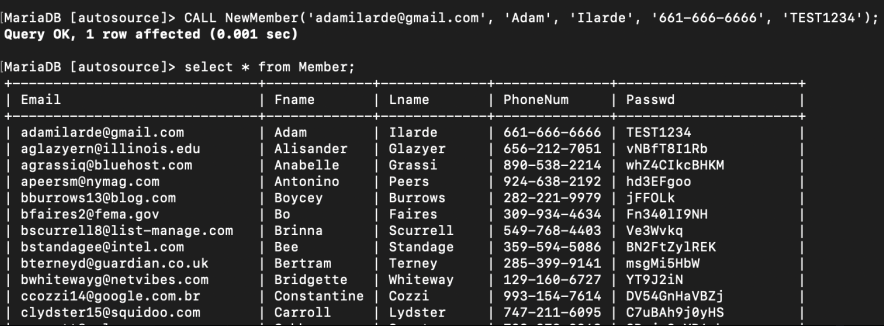 MariaDB [autosource]> CALL NewMember('adamilarde@gmail.com', 'Adam', 'Ilarde', '661-666-6666', 'TEST1234');
Query OK, 1 row affected (0.001 sec)
MariaDB [autosource]> select * from Member;
+-----------------------------+-------------+-------------+--------------+----------------------+
| Email | Fname | Lname | PhoneNum | Passwd |
+-----------------------------+-------------+-------------+--------------+----------------------+
| adamilarde@gmail.com | Adam | Ilarde | 661-666-6666 | TEST1234 |
| aglazyern@illinois.edu | Alisander | Glazyer | 656-212-7051 | vNBfT8I1Rb |
| agrassiq@bluehost.com | Anabelle | Grassi | 890-538-2214 | whZ4CIkcBHKM |
| apeersm@nymag.com | Antonino | Peers | 924-638-2192 | hd3EFgoo |
| bburrows13@blog.com | Boycey | Burrows | 282-221-9979 | jFFOLk |
| bfaires2@fema.gov | Bo | Faires | 309-934-4634 | Fn340lI9NH |
| bscurrell8@list-manage.com | Brinna | Scurrell | 549-768-4403 | Ve3Wvkq |
| bstandagee@intel.com | Bee | Standage | 359-594-5086 | BN2FtZylREK |
| bterneyd@guardian.co.uk | Bertram | Terney | 285-399-9141 | msgMi5HbW |
| bwhitewayg@netvibes.com | Bridgette | Whiteway | 129-160-6727 | YT9J2iN |
| ccozzi14@google.com.br | Constantine | Cozzi | 993-154-7614 | DV54GnHaVBZj |
| clydster15@squidoo.com | Carroll | Lydster | 747-211-6095 | C7uBAh9j0yHS |